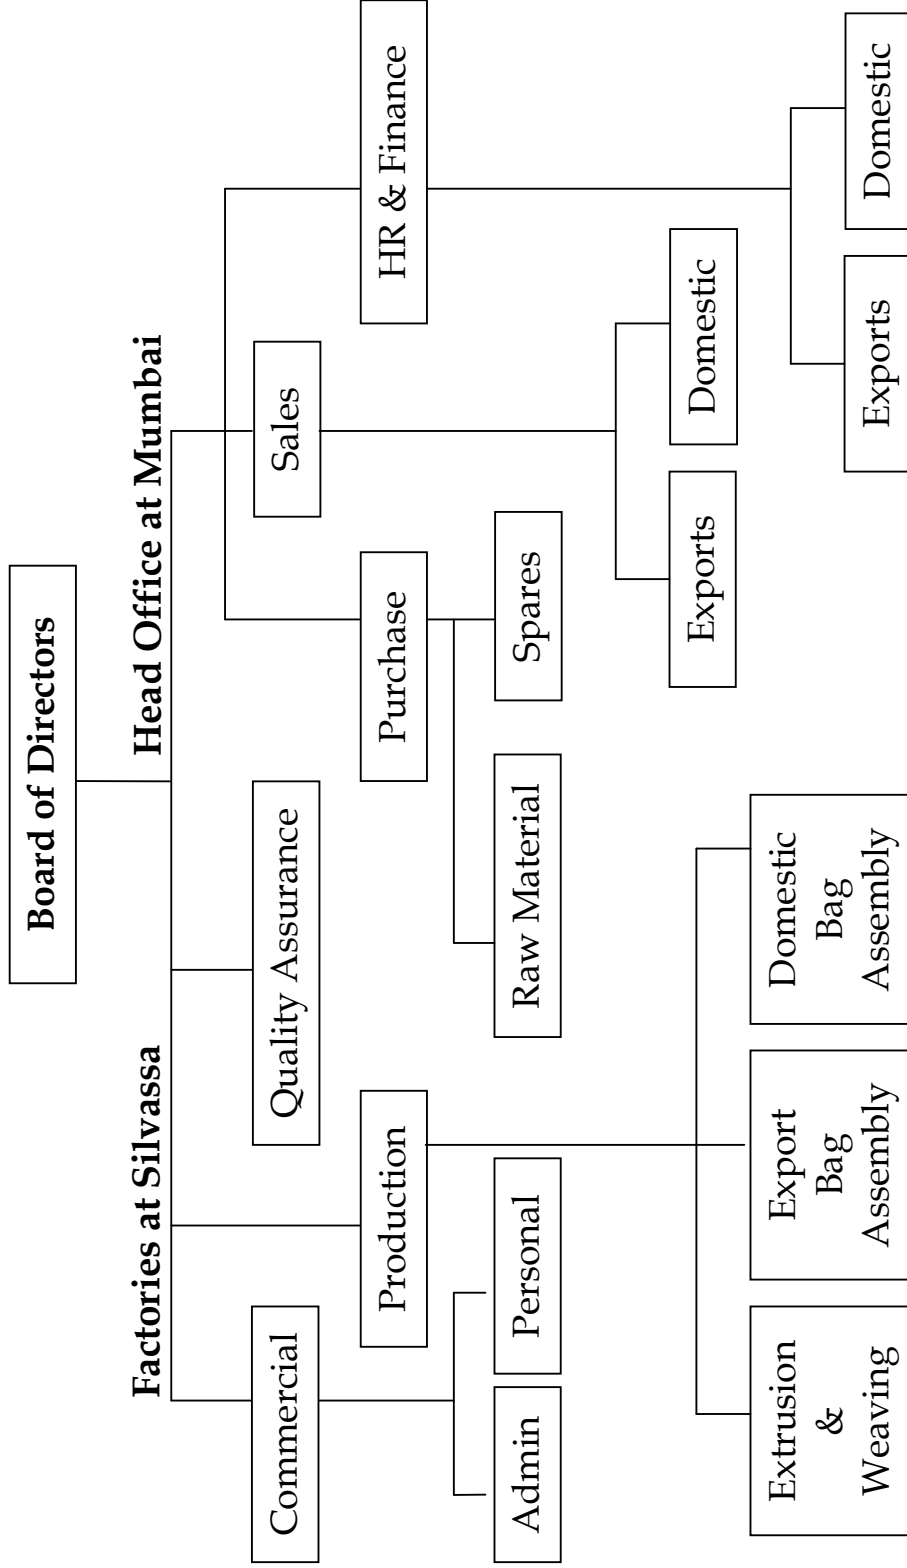 Board of Directors
Factories at Silvassa
Head Office at Mumbai
Commercial
Quality Assurance
Sales
Production
Purchase
HR & Finance
Admin
Personal
Raw Material
Spares
Exports
Domestic
Extrusion
&
Weaving
Export
Bag
Assembly
Domestic
Bag
Assembly
Exports
Domestic